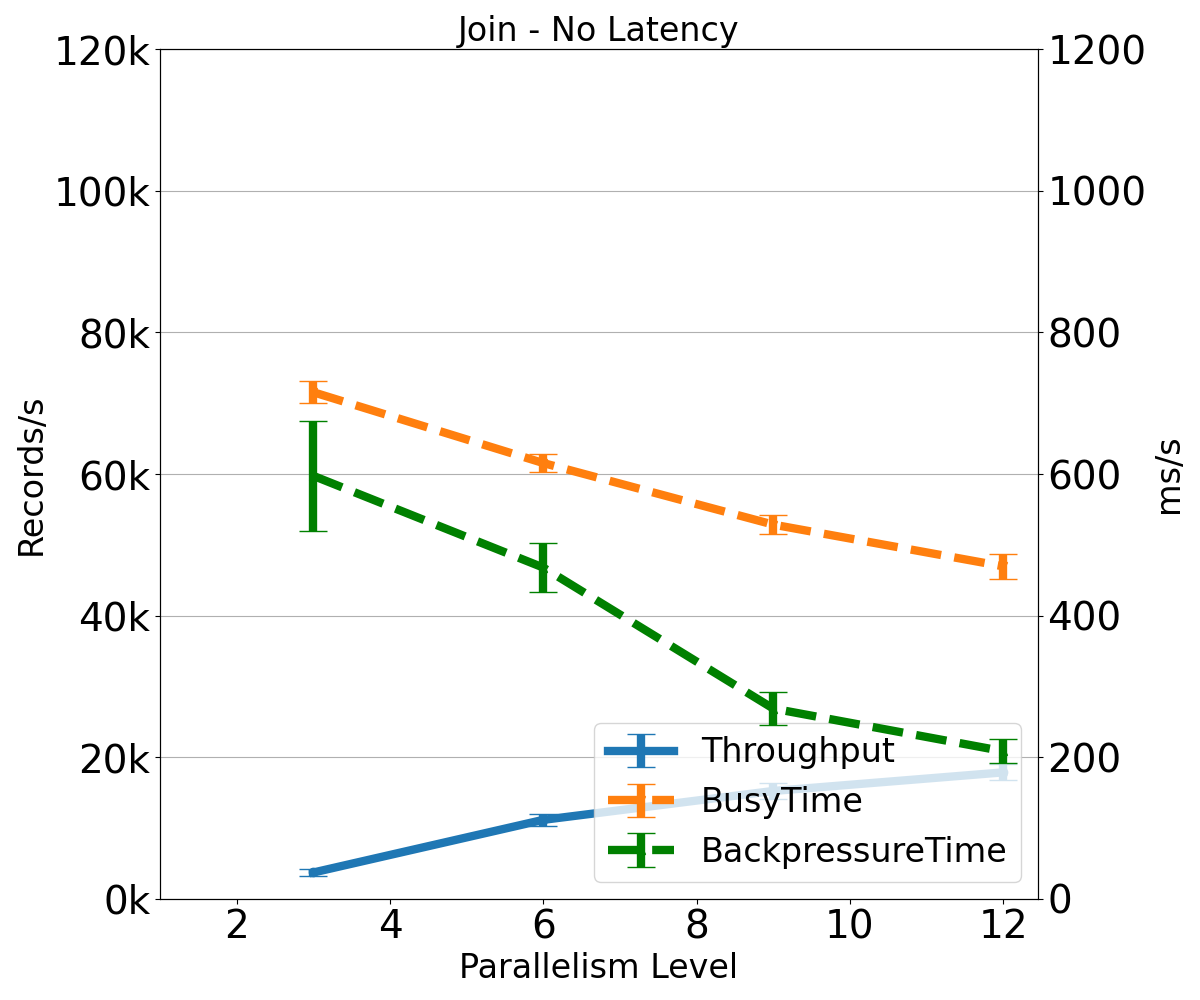 Join - No Latency
120k
100k
80k
60k
40k
20k
0k
Records/s
1200
1000
800
600
400
200
0
ms/s
Throughput
BusyTime
BackpressureTime
2 4 6 8 10 12
Parallelism Level